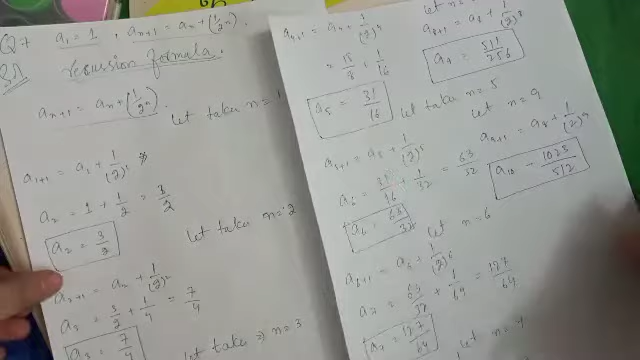 Q7 a₁ = 1, aₙ₊₁ = aₙ + (1/2ⁿ).
Sol recursion formula.
aₙ₊₁ = aₙ + (1/2ⁿ).
Let take n = 1
a₁₊₁ = a₁ + 1/(2)¹
a₂ = 1 + 1/2 = 3/2
a₂ = 3/2
Let take n = 2
a₂₊₁ = a₂ + 1/(2)²
a₃ = 3/2 + 1/4 = 7/4
a₃ = 7/4
Let take n = 3
aₙ₊₁ = aₙ + 1/(2)⁴
= 15/8 + 1/16
a₅ = 31/16
Let take n = 5
a₅₊₁ = a₅ + 1/(2)⁵
a₆ = 31/16 + 1/32 = 63/32
a₆ = 63/32
Let n = 6
a₆₊₁ = a₆ + 1/(2)⁶
a₇ = 63/32 + 1/64 = 127/64
a₇ = 127/64
Let
a₈₊₁ = a₈ + 1/(2)⁸
a₉ = 511/256
Let n = 9
a₉₊₁ = a₉ + 1/(2)⁹
a₁₀ - 1025/512